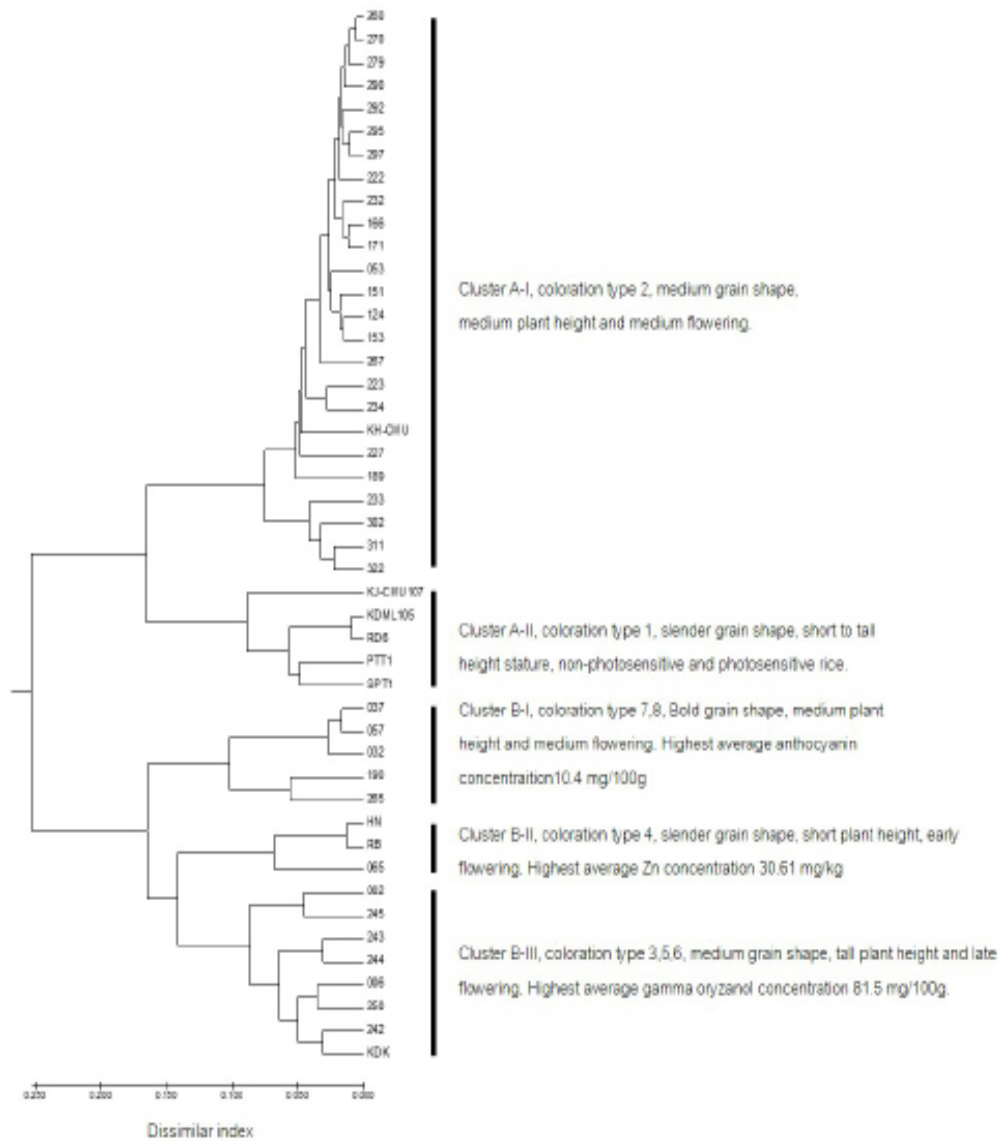 268
270
279
290
292
295
297
222
232
166
171
053
151
124
153
267
223
234
KH-CMU
227
189
233
302
311
322
Cluster A-I, coloration type 2, medium grain shape,
medium plant height and medium flowering.
KJ-CMU107
KDML105
RD6
PTT1
SPT1
Cluster A-II, coloration type 1, slender grain shape, short to tall
height stature, non-photosensitive and photosensitive rice.
037
057
032
190
265
Cluster B-I, coloration type 7,8, Bold grain shape, medium plant
height and medium flowering. Highest average anthocyanin
concentraition10.4 mg/100g
HN
RB
065
Cluster B-II, coloration type 4, slender grain shape, short plant height, early
flowering. Highest average Zn concentration 30.61 mg/kg
062
245
243
244
096
250
242
KDK
Cluster B-III, coloration type 3,5,6, medium grain shape, tall plant height and late
flowering. Highest average gamma oryzanol concentration 81.5 mg/100g.
0.250 0.200 0.150 0.100 0.050 0.000
Dissimilar index